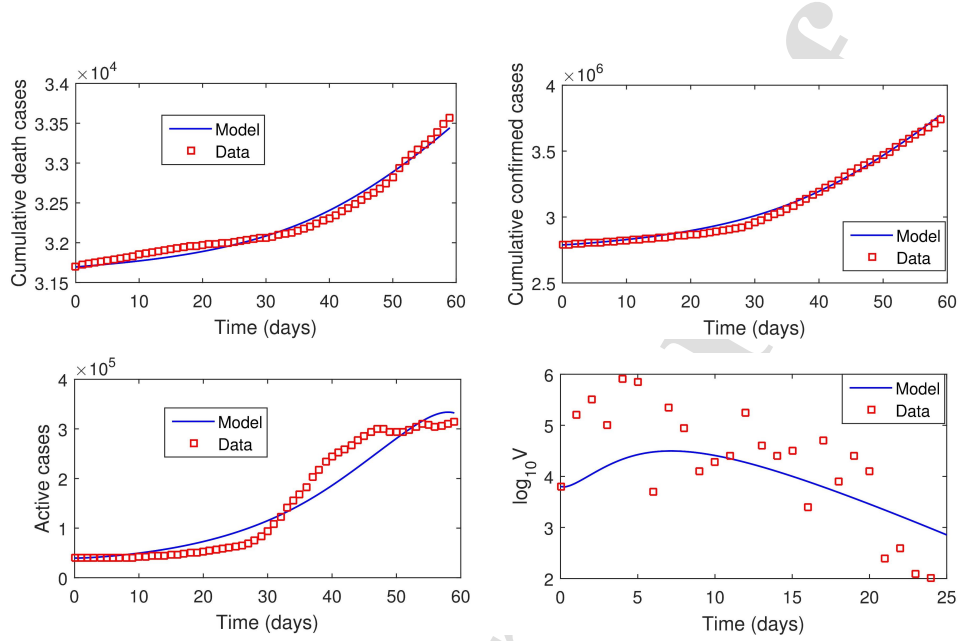 ×10⁴
3.4
3.35
3.3
3.25
3.2
3.15
0 10 20 30 40 50 60
Cumulative death cases
Time (days)
Model
Data
×10⁶
4
3.5
3
2.5
0 10 20 30 40 50 60
Cumulative confirmed cases
Time (days)
Model
Data
×10⁵
4
3
2
1
0
0 10 20 30 40 50 60
Active cases
Time (days)
Model
Data
6
5
4
3
2
0 5 10 15 20 25
log₁₀V
Time (days)
Model
Data